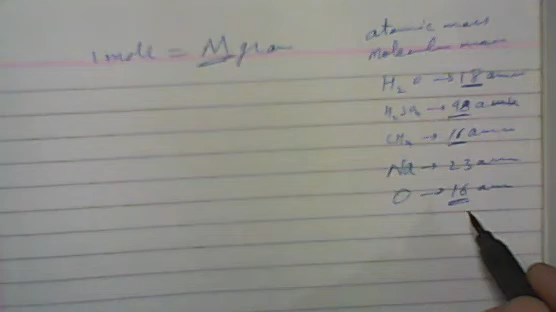 1 mole = M gram
atomic mass
Molecular mass
H2O → 18 amu
H2SO4 → 98 amu
CH4 → 16 amu
Na → 23 amu
O → 16 amu